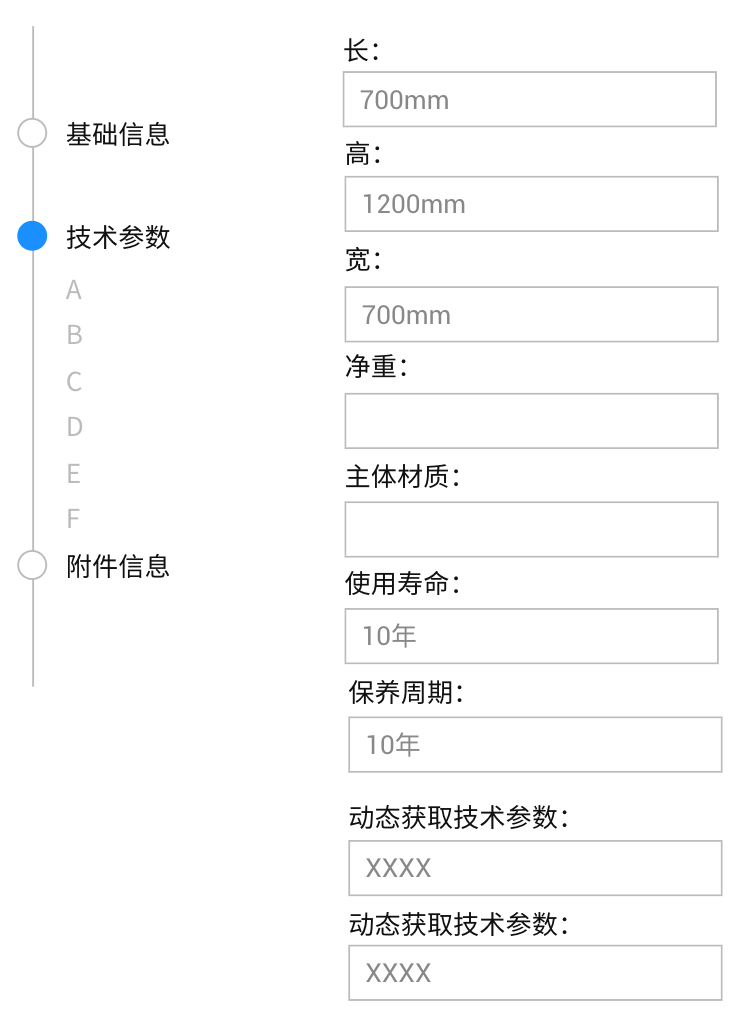 基础信息
技术参数
A
B
C
D
E
F
附件信息
长：
700mm
高：
1200mm
宽：
700mm
净重：
主体材质：
使用寿命：
10年
保养周期：
10年
动态获取技术参数：
XXXX
动态获取技术参数：
XXXX